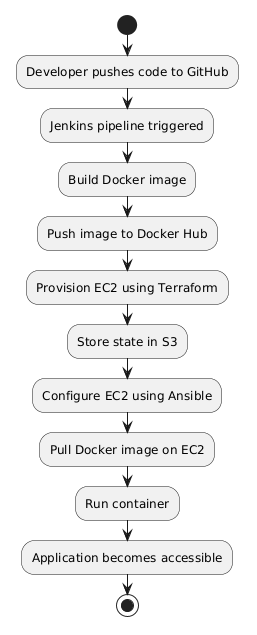 Developer pushes code to GitHub
Jenkins pipeline triggered
Build Docker image
Push image to Docker Hub
Provision EC2 using Terraform
Store state in S3
Configure EC2 using Ansible
Pull Docker image on EC2
Run container
Application becomes accessible